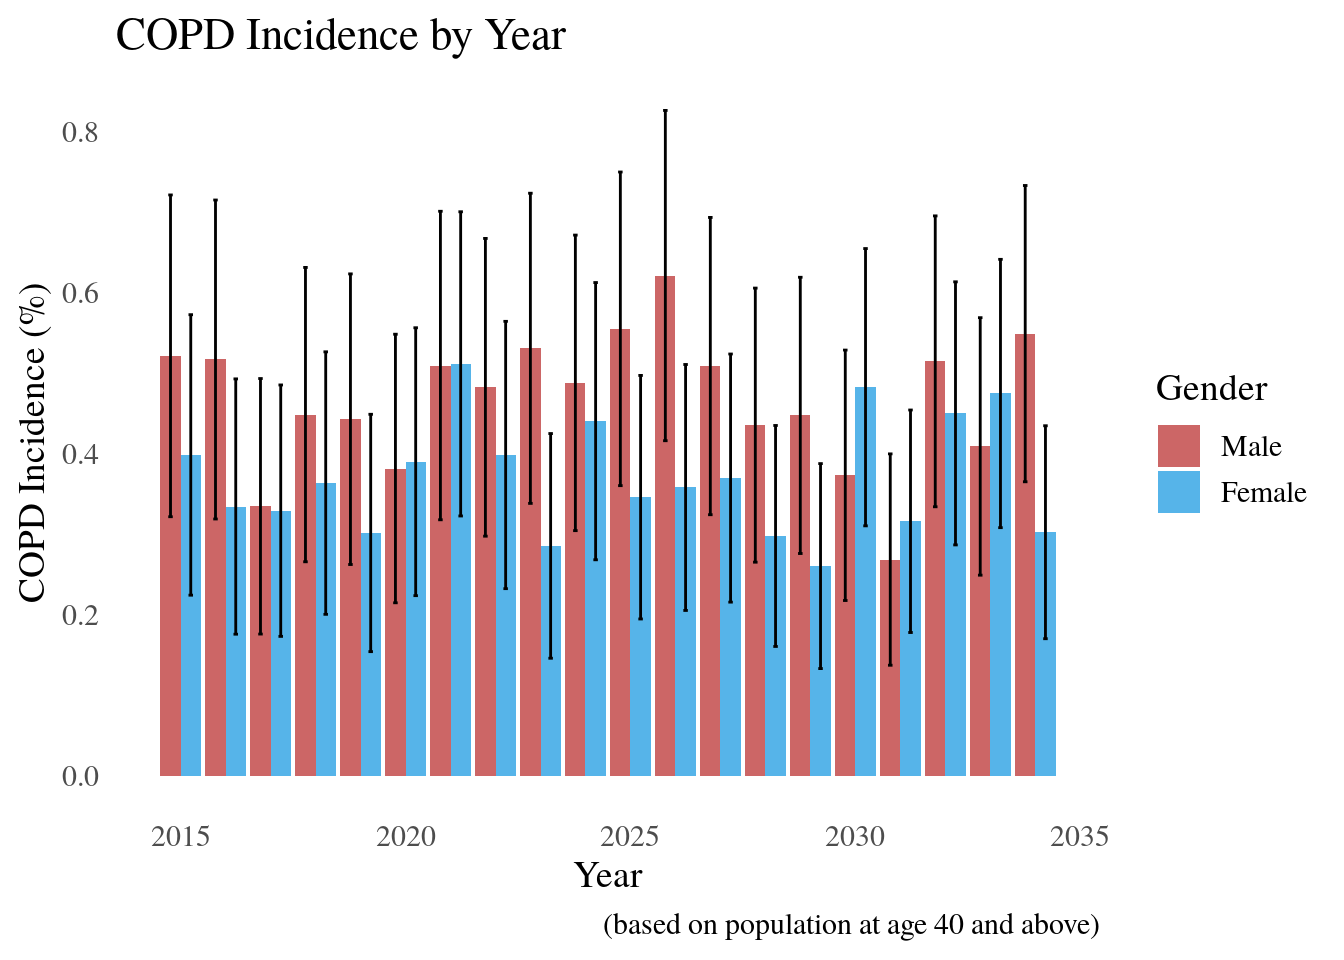 COPD Incidence by Year
COPD Incidence (%)
0.8
0.6
0.4
0.2
0.0
2015 2020 2025 2030 2035
Year
(based on population at age 40 and above)
Gender
Male
Female